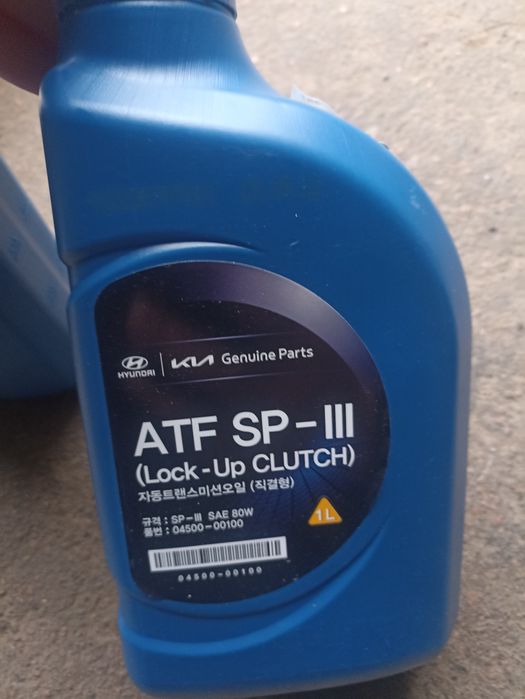 HYUNDAI KIA Genuine Parts
ATF SP-III
(Lock-Up CLUTCH)
자동트랜스미션오일 (직결형)
규격 : SP-III SAE 80W
품번 : 04500-00100
1L
04500-00100